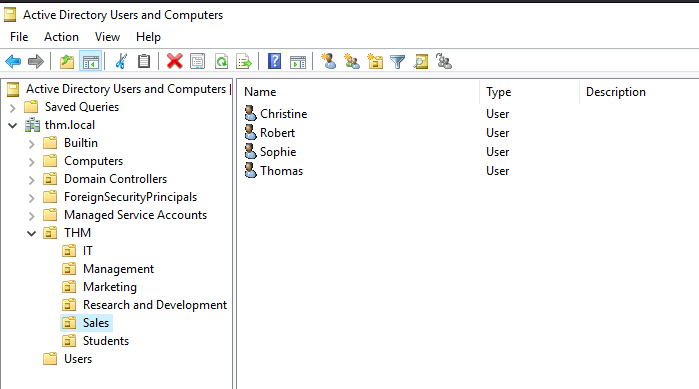 Active Directory Users and Computers
File Action View Help
Active Directory Users and Computers [
Saved Queries
thm.local
Builtin
Computers
Domain Controllers
ForeignSecurityPrincipals
Managed Service Accounts
THM
IT
Management
Marketing
Research and Development
Sales
Students
Users
Name Type Description
Christine User
Robert User
Sophie User
Thomas User